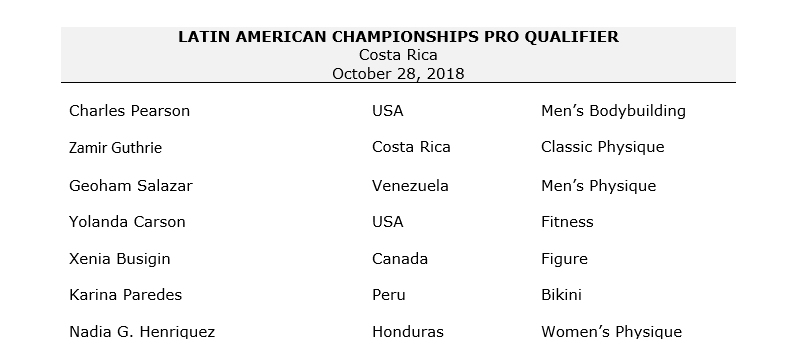 LATIN AMERICAN CHAMPIONSHIPS PRO QUALIFIER
Costa Rica
October 28, 2018
Charles Pearson USA Men’s Bodybuilding
Zamir Guthrie Costa Rica Classic Physique
Geoham Salazar Venezuela Men’s Physique
Yolanda Carson USA Fitness
Xenia Busigin Canada Figure
Karina Paredes Peru Bikini
Nadia G. Henriquez Honduras Women’s Physique